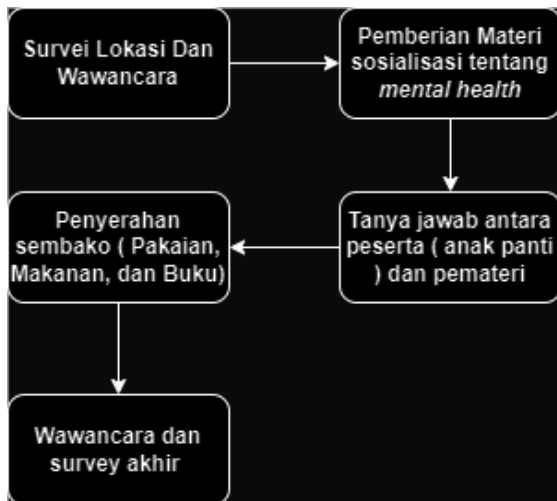 Survei Lokasi Dan
Wawancara
Pemberian Materi
sosialisasi tentang
mental health
Tanya jawab antara
peserta ( anak panti
) dan pemateri
Penyerahan
sembako ( Pakaian,
Makanan, dan Buku)
Wawancara dan
survey akhir